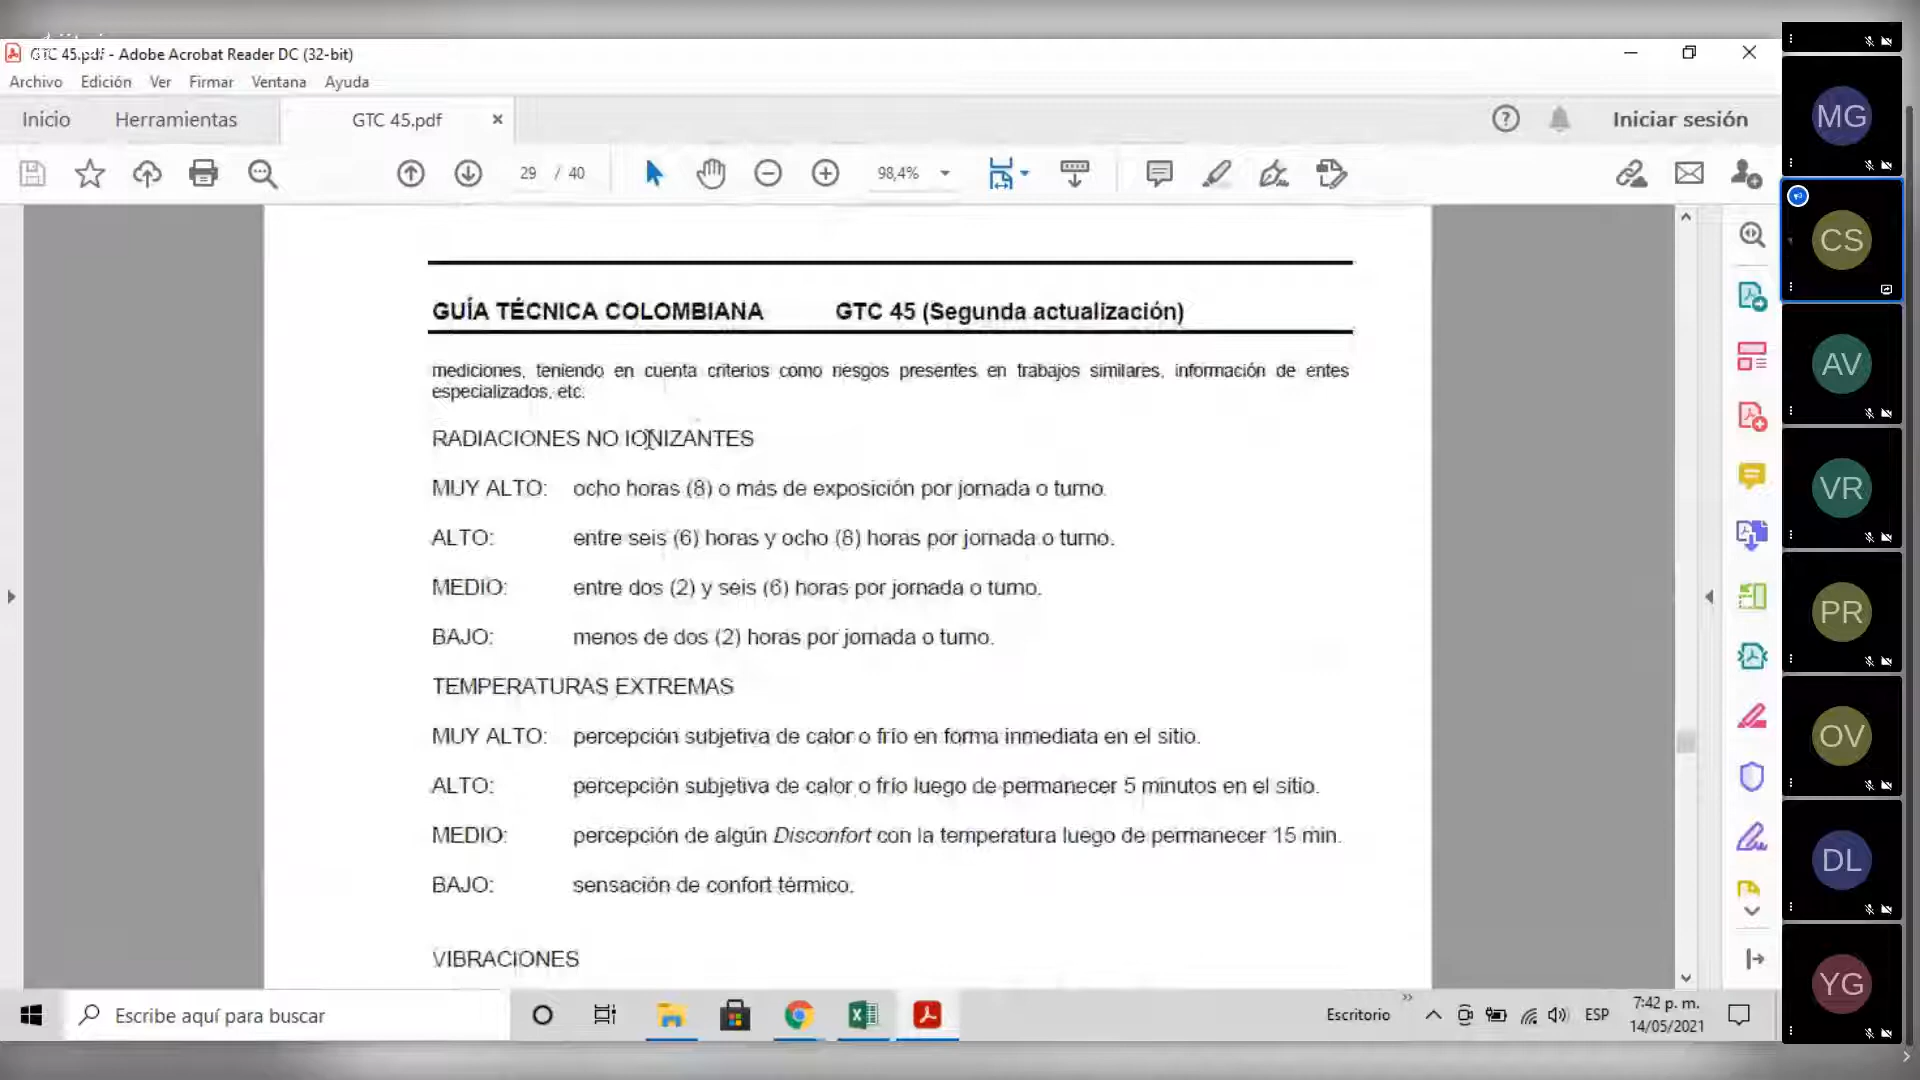 GTC 45.pdf - Adobe Acrobat Reader DC (32-bit)
Archivo Edición Ver Firmar Ventana Ayuda
Inicio Herramientas GTC 45.pdf Iniciar sesión
29 / 40 98,4%
GUÍA TÉCNICA COLOMBIANA GTC 45 (Segunda actualización)
mediciones, teniendo en cuenta criterios como riesgos presentes en trabajos similares, información de entes
especializados, etc.
RADIACIONES NO IONIZANTES
MUY ALTO: ocho horas (8) o más de exposición por jornada o turno.
ALTO: entre seis (6) horas y ocho (8) horas por jornada o turno.
MEDIO: entre dos (2) y seis (6) horas por jornada o turno.
BAJO: menos de dos (2) horas por jornada o turno.
TEMPERATURAS EXTREMAS
MUY ALTO: percepción subjetiva de calor o frío en forma inmediata en el sitio.
ALTO: percepción subjetiva de calor o frío luego de permanecer 5 minutos en el sitio.
MEDIO: percepción de algún Disconfort con la temperatura luego de permanecer 15 min.
BAJO: sensación de confort térmico.
VIBRACIONES
Escribe aquí para buscar
Escritorio
ESP
7:42 p. m.
14/05/2021
MG
CS
AV
VR
PR
OV
DL
YG